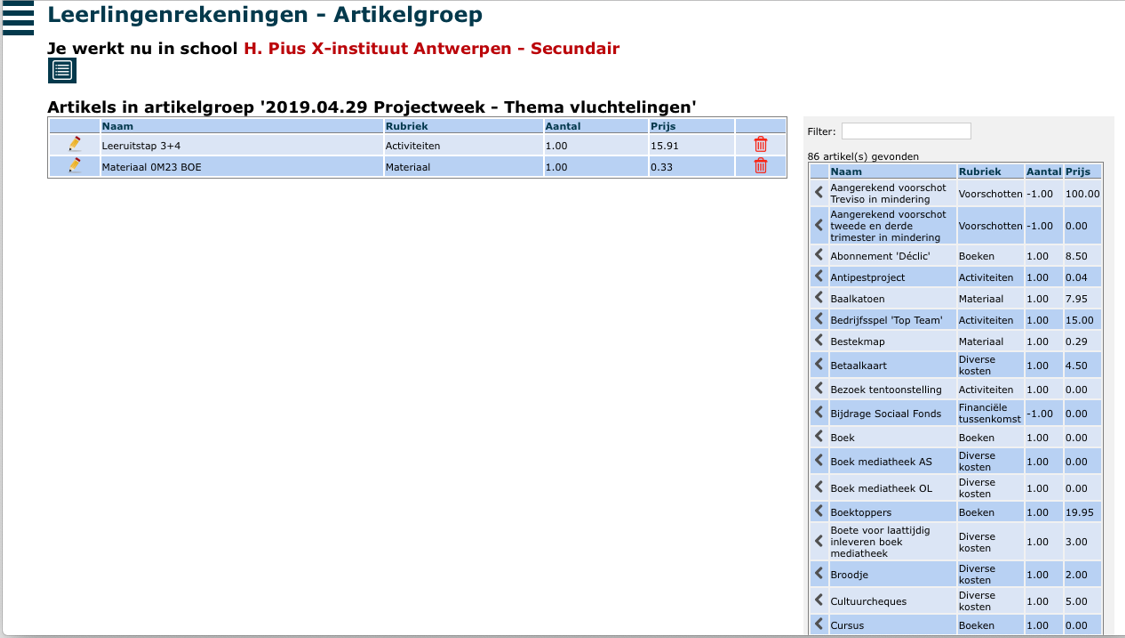 Leerlingenrekeningen - Artikelgroep
Je werkt nu in school H. Pius X-instituut Antwerpen - Secundair
Artikels in artikelgroep '2019.04.29 Projectweek - Thema vluchtelingen'
Naam Rubriek Aantal Prijs
Leeruitstap 3+4 Activiteiten 1.00 15.91
Materiaal 0M23 BOE Materiaal 1.00 0.33
Filter:
86 artikel(s) gevonden
Naam Rubriek Aantal Prijs
Aangerekend voorschot
Treviso in mindering Voorschotten -1.00 100.00
Aangerekend voorschot
tweede en derde Voorschotten -1.00 0.00
trimester in mindering
Abonnement 'Déclic' Boeken 1.00 8.50
Antipestproject Activiteiten 1.00 0.04
Baalkatoen Materiaal 1.00 7.95
Bedrijfsspel 'Top Team' Activiteiten 1.00 15.00
Bestekmap Materiaal 1.00 0.29
Betaalkaart Diverse 1.00 4.50
kosten
Bezoek tentoonstelling Activiteiten 1.00 0.00
Bijdrage Sociaal Fonds Financiële -1.00 0.00
tussenkomst
Boek Boeken 1.00 0.00
Boek mediatheek AS Diverse 1.00 0.00
kosten
Boek mediatheek OL Diverse 1.00 0.00
kosten
Boektoppers Boeken 1.00 19.95
Boete voor laattijdig
inleveren boek Diverse 1.00 3.00
mediatheek kosten
Broodje Diverse 1.00 2.00
kosten
Cultuurcheques Diverse 1.00 5.00
kosten
Cursus Boeken 1.00 0.00